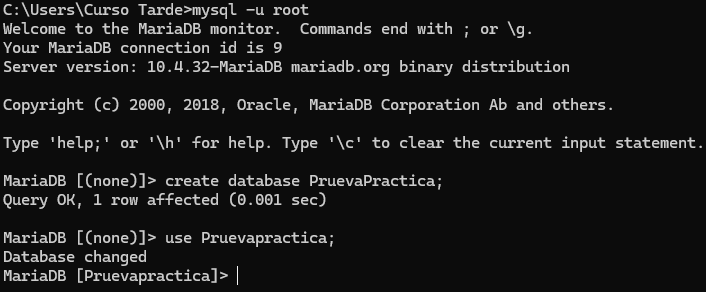 C:\Users\Curso Tarde>mysql -u root
Welcome to the MariaDB monitor.  Commands end with ; or \g.
Your MariaDB connection id is 9
Server version: 10.4.32-MariaDB mariadb.org binary distribution

Copyright (c) 2000, 2018, Oracle, MariaDB Corporation Ab and others.

Type 'help;' or '\h' for help. Type '\c' to clear the current input statement.

MariaDB [(none)]> create database PruevaPractica;
Query OK, 1 row affected (0.001 sec)

MariaDB [(none)]> use Pruevapractica;
Database changed
MariaDB [Pruevapractica]>